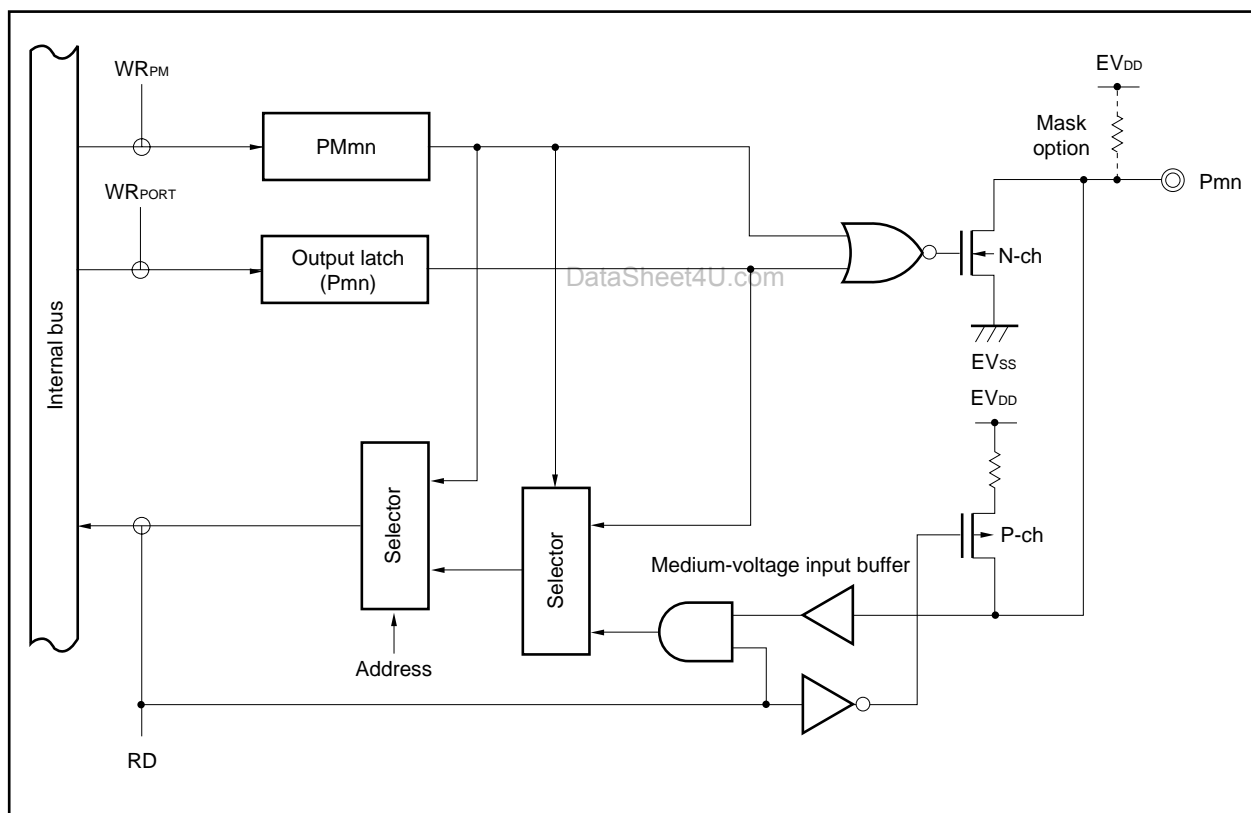 WRPM
EVDD
PMmn
Mask
option
Pmn
WRPORT
Output latch
(Pmn)
N-ch
DataSheet4U.com
Internal bus
EVSS
EVDD
Selector
Selector
P-ch
Medium-voltage input buffer
Address
RD